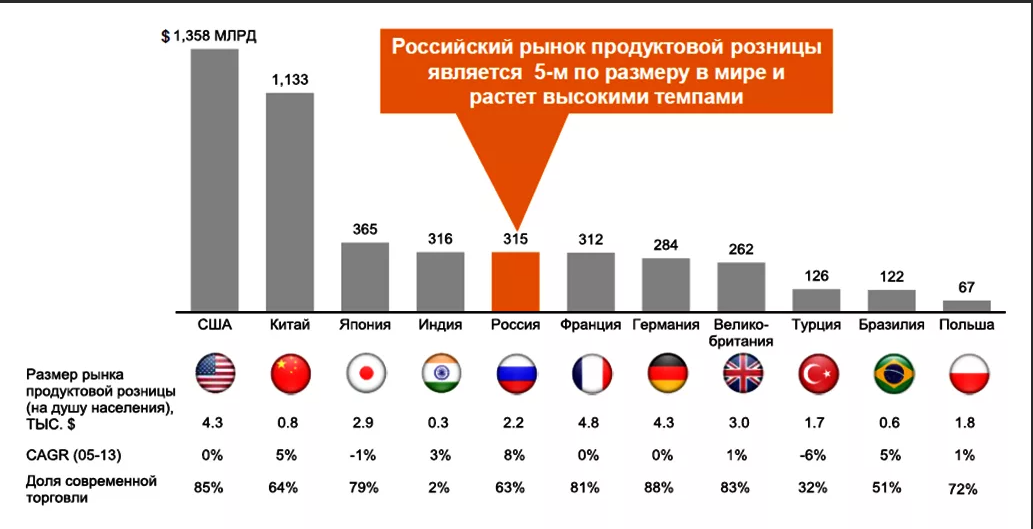 $ 1,358 МЛРД
1,133
365
316
315
312
284
262
126
122
67
Российский рынок продуктовой розницы
является 5-м по размеру в мире и
растет высокими темпами
США Китай Япония Индия Россия Франция Германия Велико-
британия Турция Бразилия Польша
Размер рынка
продуктовой розницы
(на душу населения),
ТЫС. $ 4.3 0.8 2.9 0.3 2.2 4.8 4.3 3.0 1.7 0.6 1.8
CAGR (05-13) 0% 5% -1% 3% 8% 0% 0% 1% -6% 5% 1%
Доля современной
торговли 85% 64% 79% 2% 63% 81% 88% 83% 32% 51% 72%